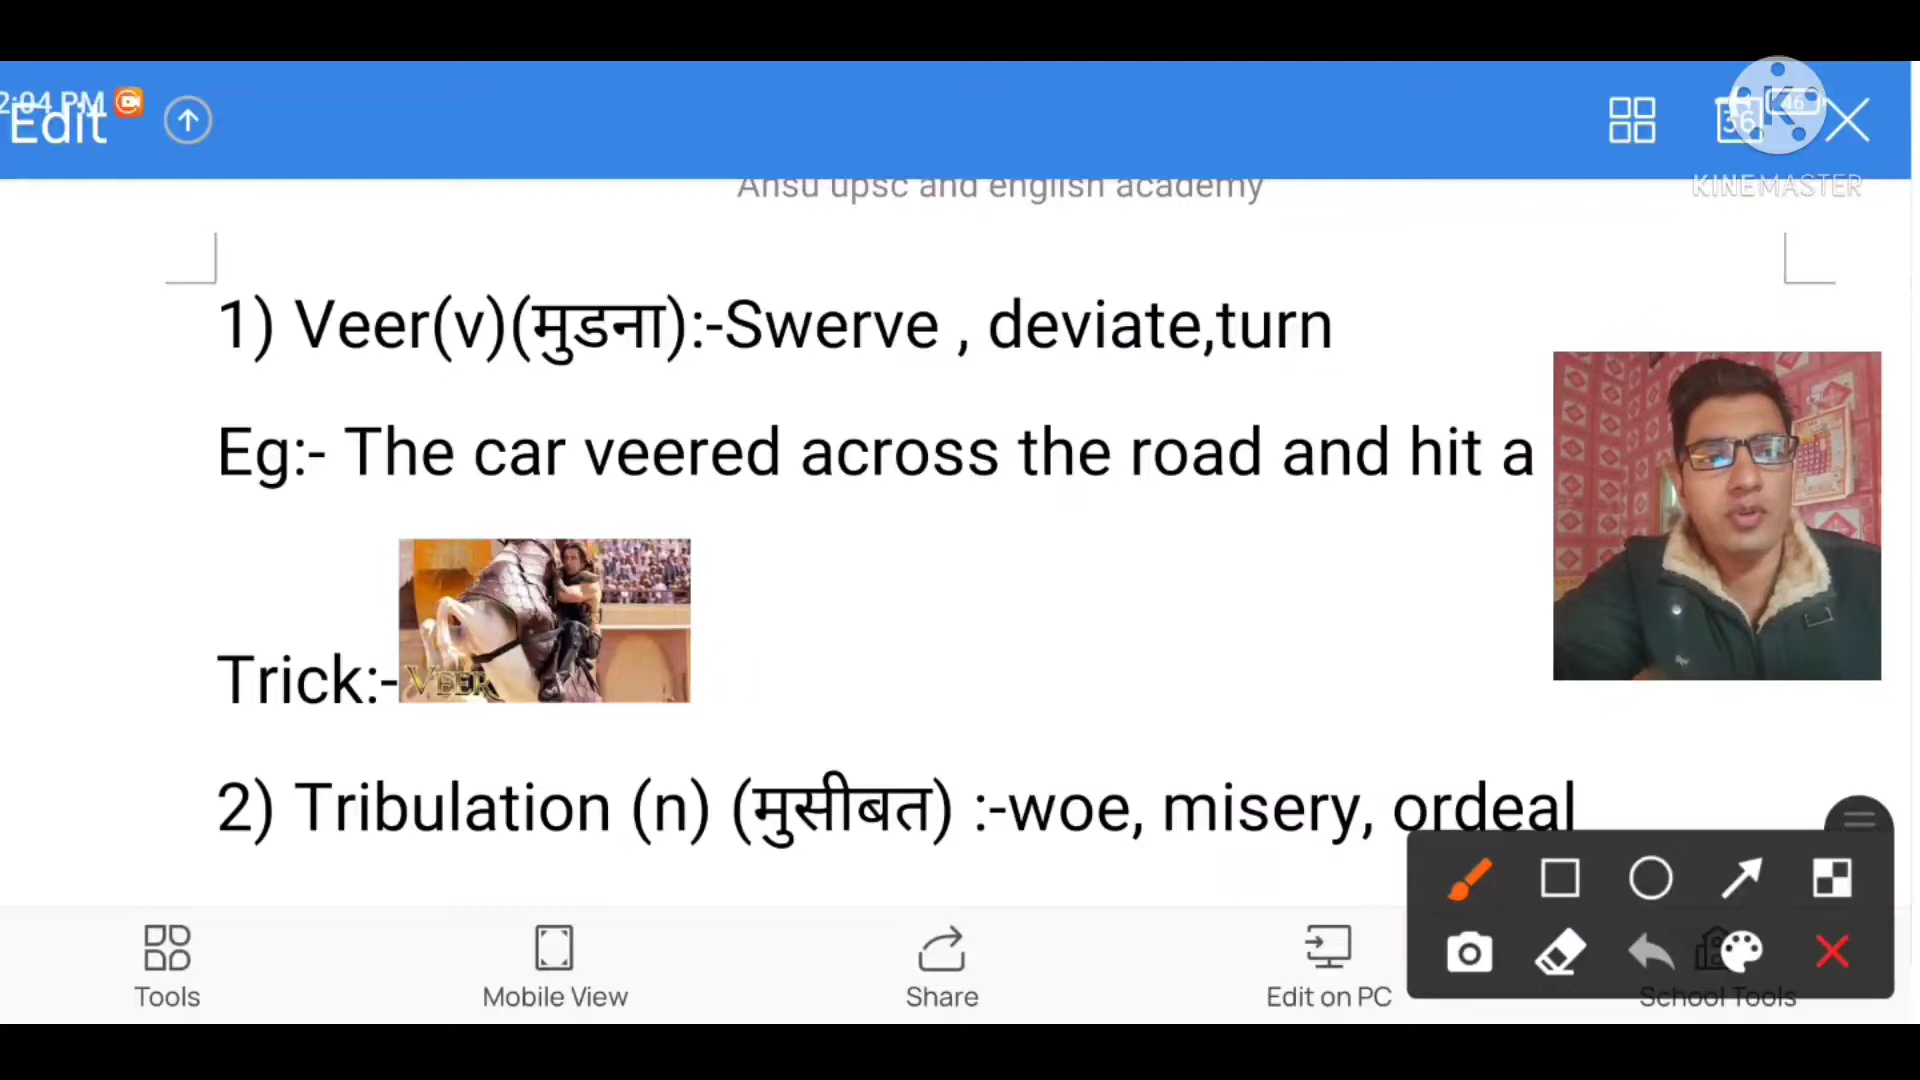 2:04 PM
Edit
36
46
KINEMASTER
Ansu upsc and english academy
1) Veer(v)(मुडना):-Swerve , deviate,turn
Eg:- The car veered across the road and hit a
Trick:-
VEER
2) Tribulation (n) (मुसीबत) :-woe, misery, ordeal
Tools
Mobile View
Share
Edit on PC
School Tools